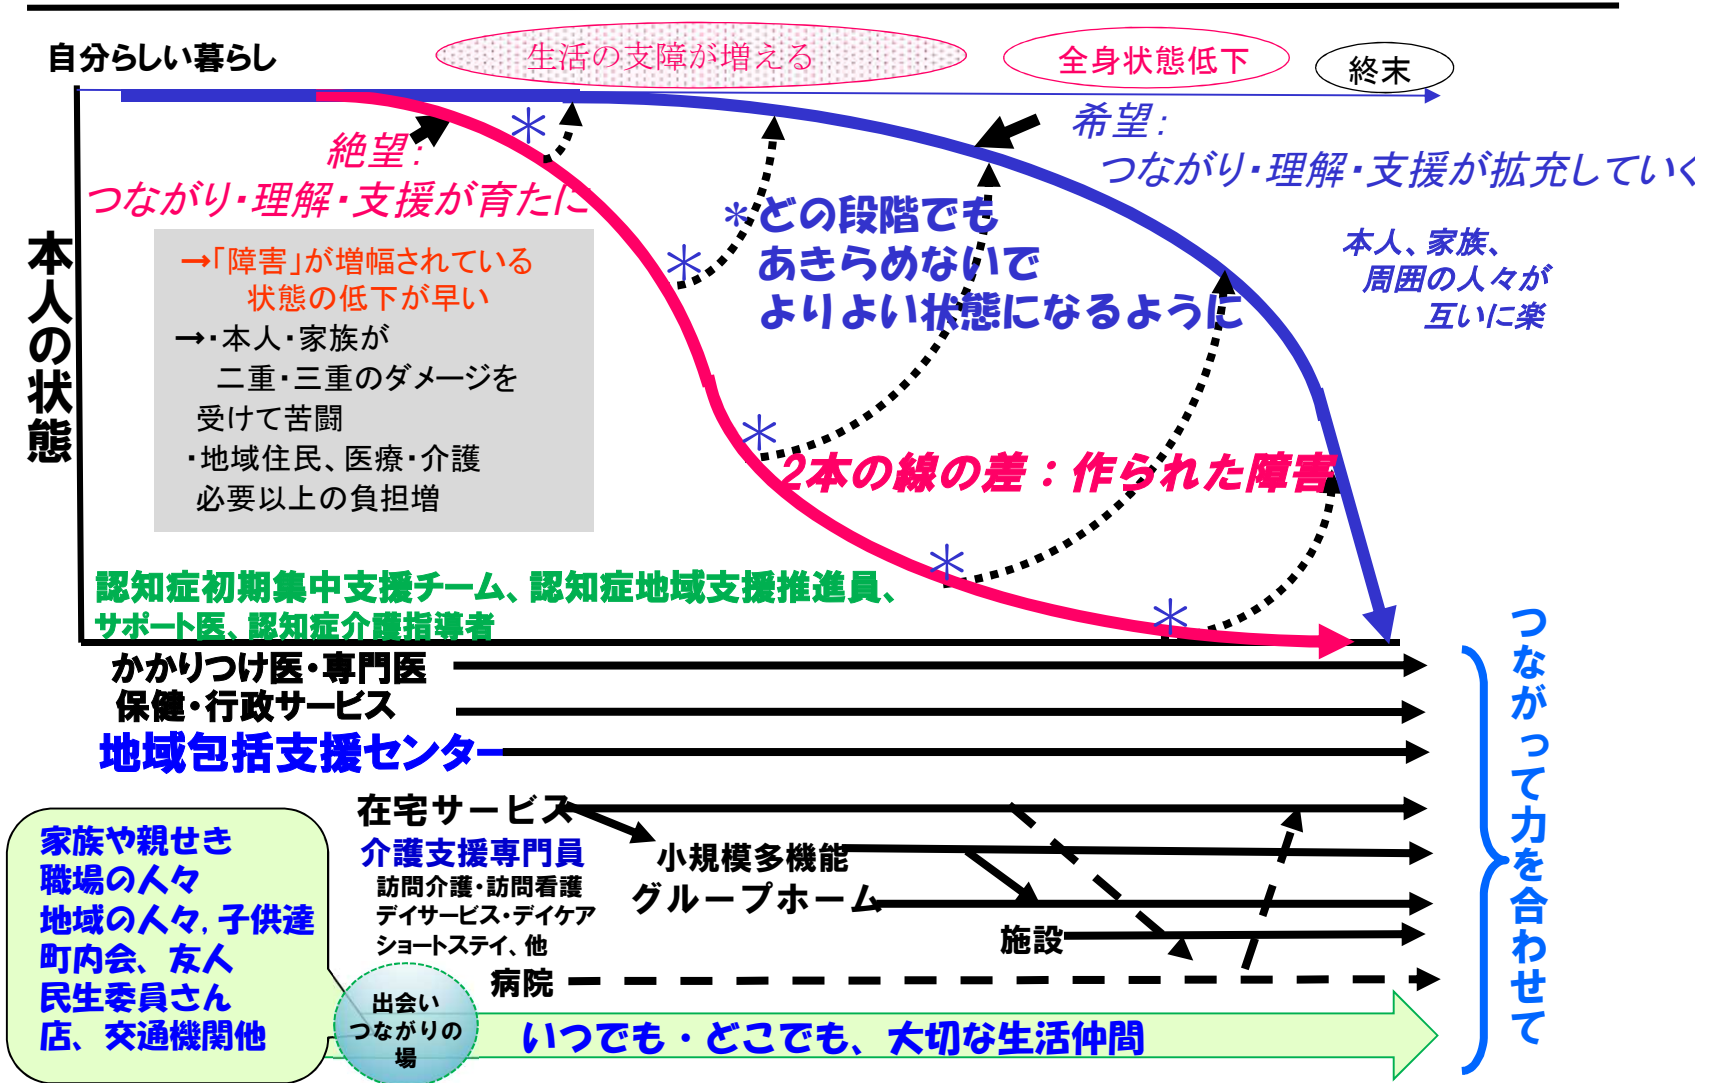 自分らしい暮らし
生活の支障が増える
全身状態低下
終末
本人の状態
絶望：
つながり・理解・支援が育たに
希望：
つながり・理解・支援が拡充していく
→「障害」が増幅されている
状態の低下が早い
→・本人・家族が
二重・三重のダメージを
受けて苦闘
・地域住民、医療・介護
必要以上の負担増
＊どの段階でも
あきらめないで
よりよい状態になるように
本人、家族、
周囲の人々が
互いに楽
2本の線の差：作られた障害
認知症初期集中支援チーム、認知症地域支援推進員、
サポート医、認知症介護指導者
かかりつけ医・専門医
保健・行政サービス
地域包括支援センター
在宅サービス
介護支援専門員
訪問介護・訪問看護
デイサービス・デイケア
ショートステイ、他
小規模多機能
グループホーム
施設
病院
家族や親せき
職場の人々
地域の人々,子供達
町内会、友人
民生委員さん
店、交通機関他
出会い
つながりの
場
いつでも・どこでも、大切な生活仲間
つながって力を合わせて